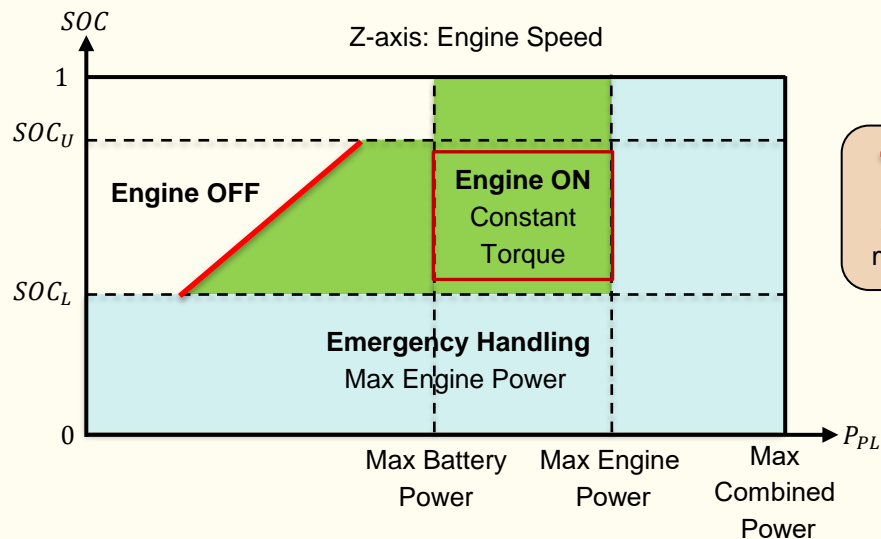 SOC
Z-axis: Engine Speed
1
SOC_U
Engine OFF
Engine ON
Constant
Torque
SOC_L
Emergency Handling
Max Engine Power
0
P_PL
Max Battery
Power
Max Engine
Power
Max
Combined
Power